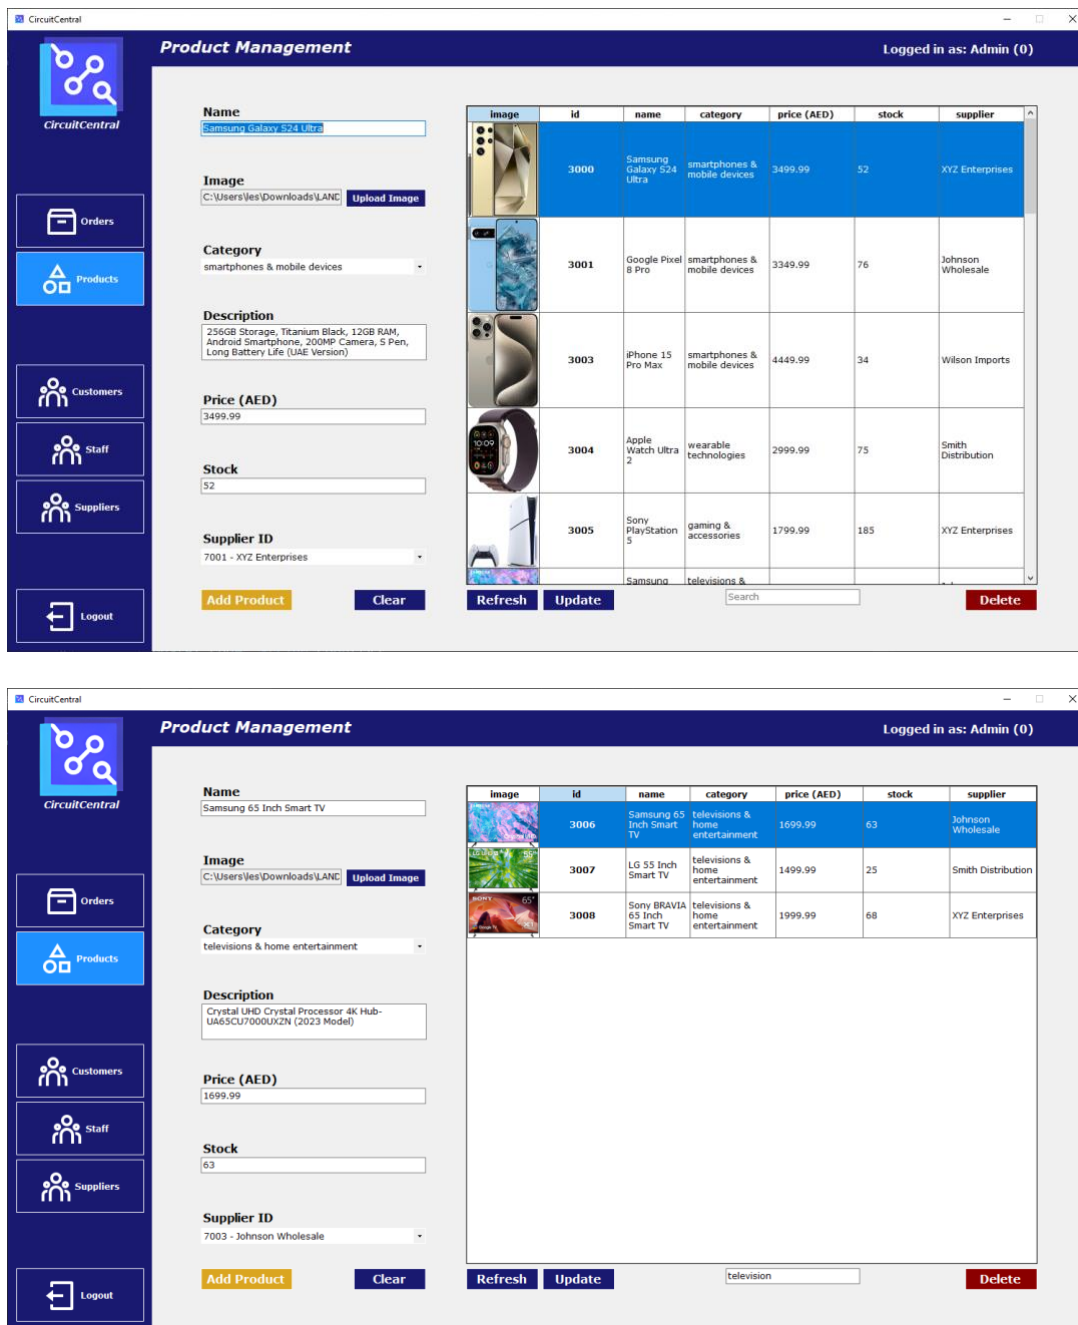 CircuitCentral
Product Management
Logged in as: Admin (0)
CircuitCentral
Orders
Products
Customers
Staff
Suppliers
Logout
Name
Samsung Galaxy S24 Ultra
Image
C:\Users\les\Downloads\LAND
Upload Image
Category
smartphones & mobile devices
Description
256GB Storage, Titanium Black, 12GB RAM,
Android Smartphone, 200MP Camera, S Pen,
Long Battery Life (UAE Version)
Price (AED)
3499.99
Stock
52
Supplier ID
7001 - XYZ Enterprises
Add Product
Clear
image id name category price (AED) stock supplier
3000 Samsung Galaxy S24 Ultra smartphones & mobile devices 3499.99 52 XYZ Enterprises
3001 Google Pixel 8 Pro smartphones & mobile devices 3349.99 76 Johnson Wholesale
3003 iPhone 15 Pro Max smartphones & mobile devices 4449.99 34 Wilson Imports
3004 Apple Watch Ultra 2 wearable technologies 2999.99 75 Smith Distribution
10:09
3005 Sony PlayStation 5 gaming & accessories 1799.99 185 XYZ Enterprises
Samsung televisions &
Refresh
Update
Search
Delete
CircuitCentral
Product Management
Logged in as: Admin (0)
CircuitCentral
Orders
Products
Customers
Staff
Suppliers
Logout
Name
Samsung 65 Inch Smart TV
Image
C:\Users\les\Downloads\LAND
Upload Image
Category
televisions & home entertainment
Description
Crystal UHD Crystal Processor 4K Hub-
UA65CU7000UXZN (2023 Model)
Price (AED)
1699.99
Stock
63
Supplier ID
7003 - Johnson Wholesale
Add Product
Clear
image id name category price (AED) stock supplier
3006 Samsung 65 Inch Smart TV televisions & home entertainment 1699.99 63 Johnson Wholesale
55"
3007 LG 55 Inch Smart TV televisions & home entertainment 1499.99 25 Smith Distribution
SONY 65"
3008 Sony BRAVIA 65 Inch Smart TV televisions & home entertainment 1999.99 68 XYZ Enterprises
Refresh
Update
television
Delete